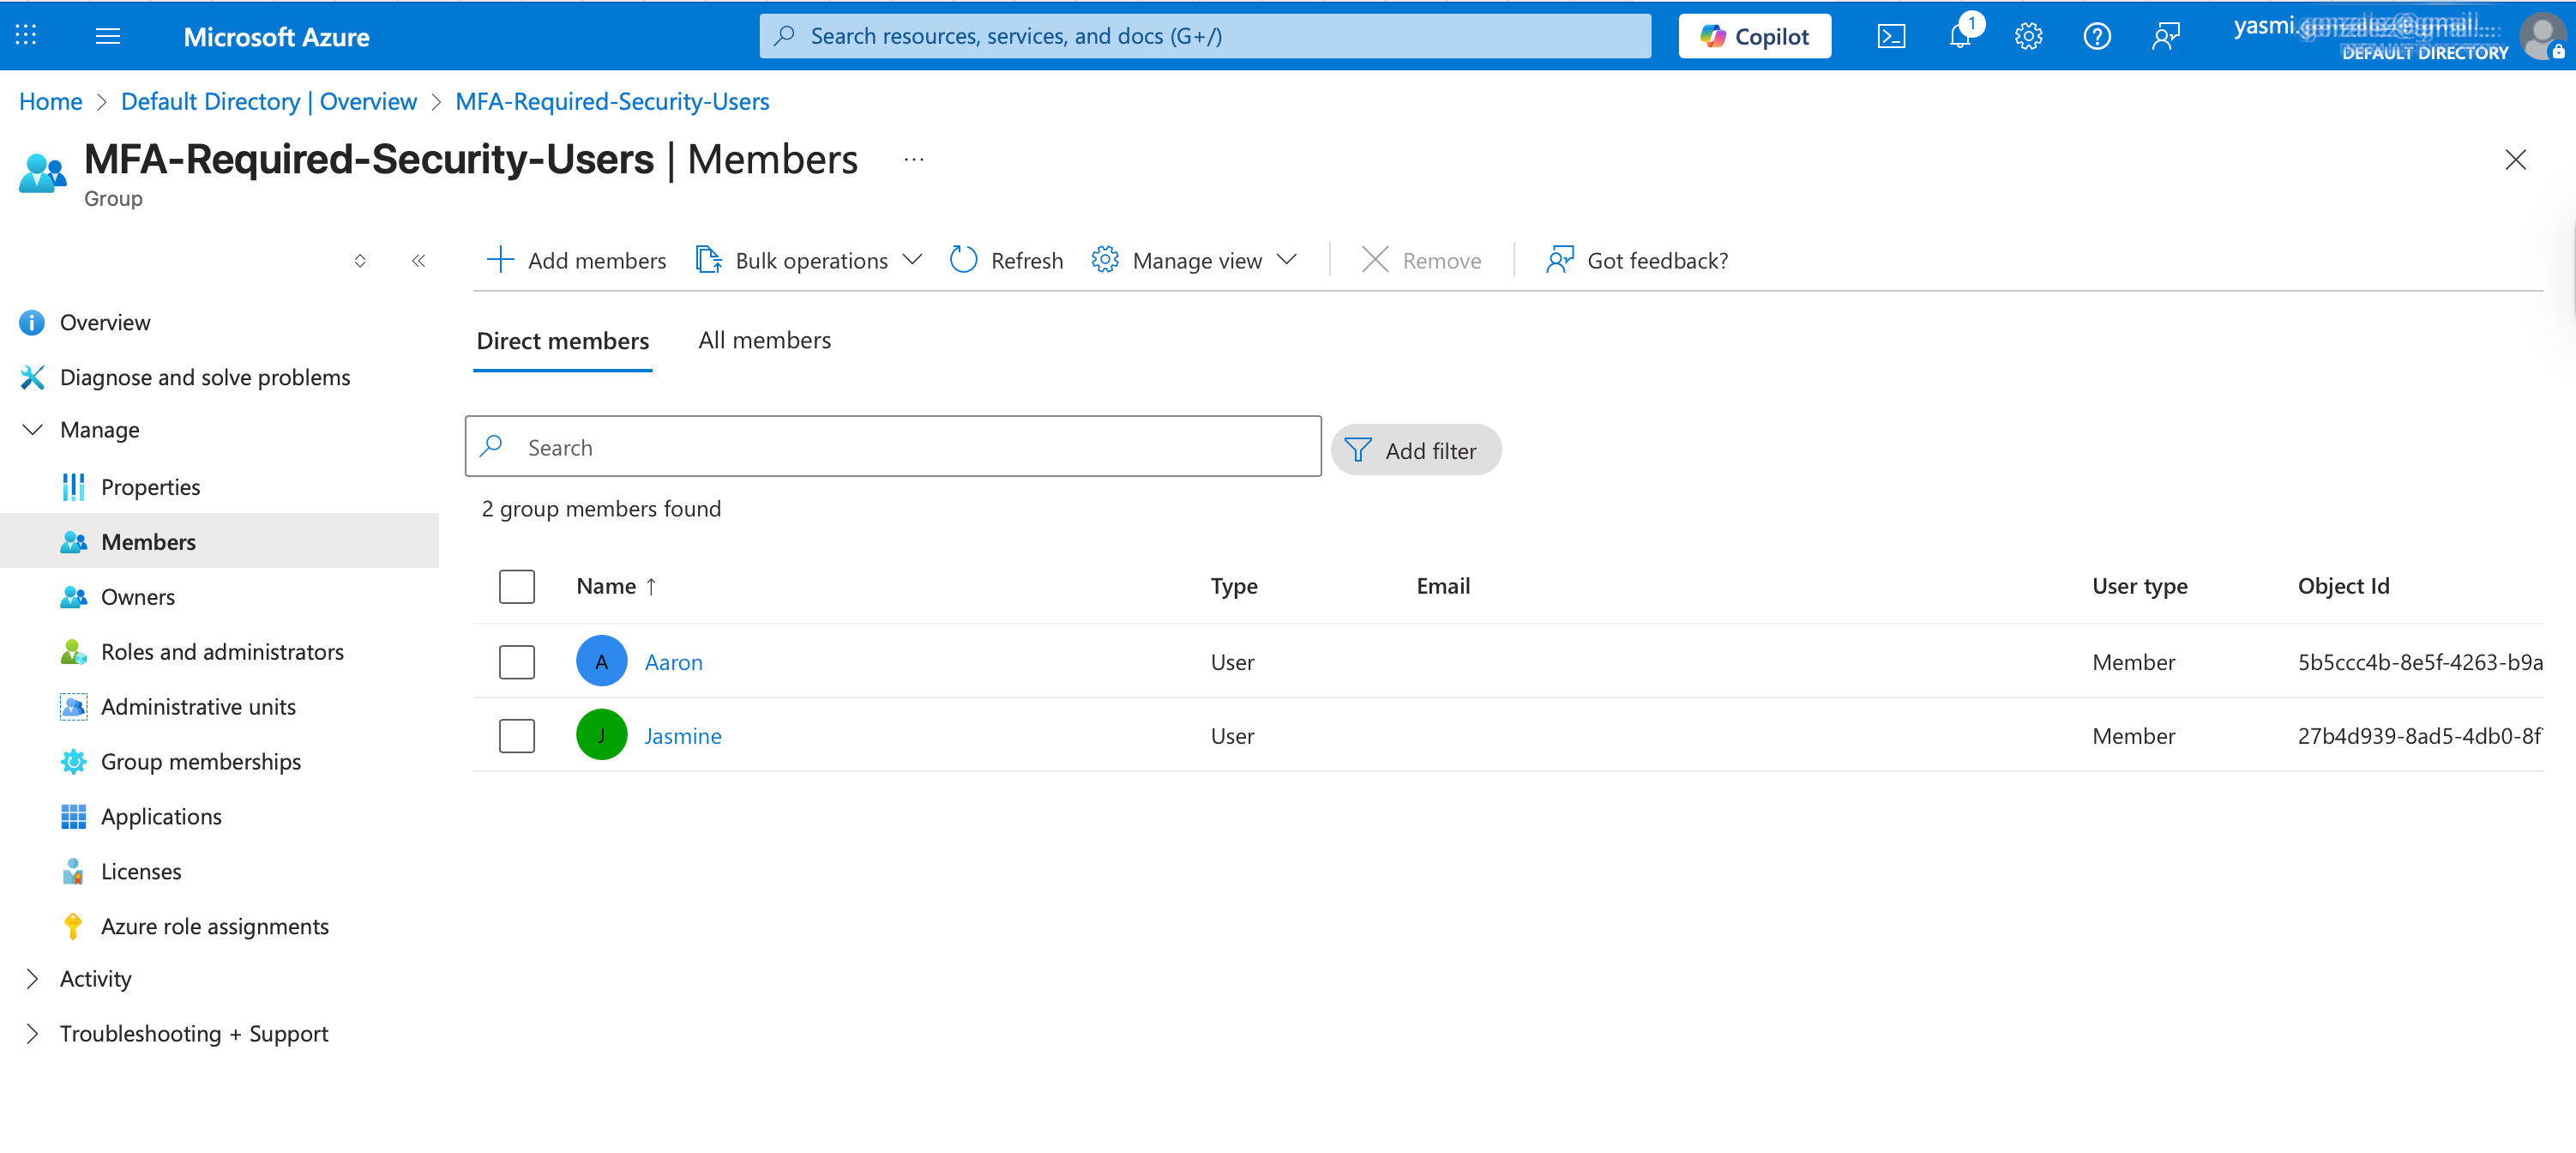 Microsoft Azure
Search resources, services, and docs (G+/)
Copilot
1
yasmi
DEFAULT DIRECTORY
Home > Default Directory | Overview > MFA-Required-Security-Users
MFA-Required-Security-Users | Members ...
Group
Add members
Bulk operations
Refresh
Manage view
Remove
Got feedback?
Overview
Diagnose and solve problems
Manage
Properties
Members
Owners
Roles and administrators
Administrative units
Group memberships
Applications
Licenses
Azure role assignments
Activity
Troubleshooting + Support
Direct members All members
Search
Add filter
2 group members found
Name ↑ Type Email User type Object Id
A Aaron User Member 5b5ccc4b-8e5f-4263-b9a
J Jasmine User Member 27b4d939-8ad5-4db0-8f